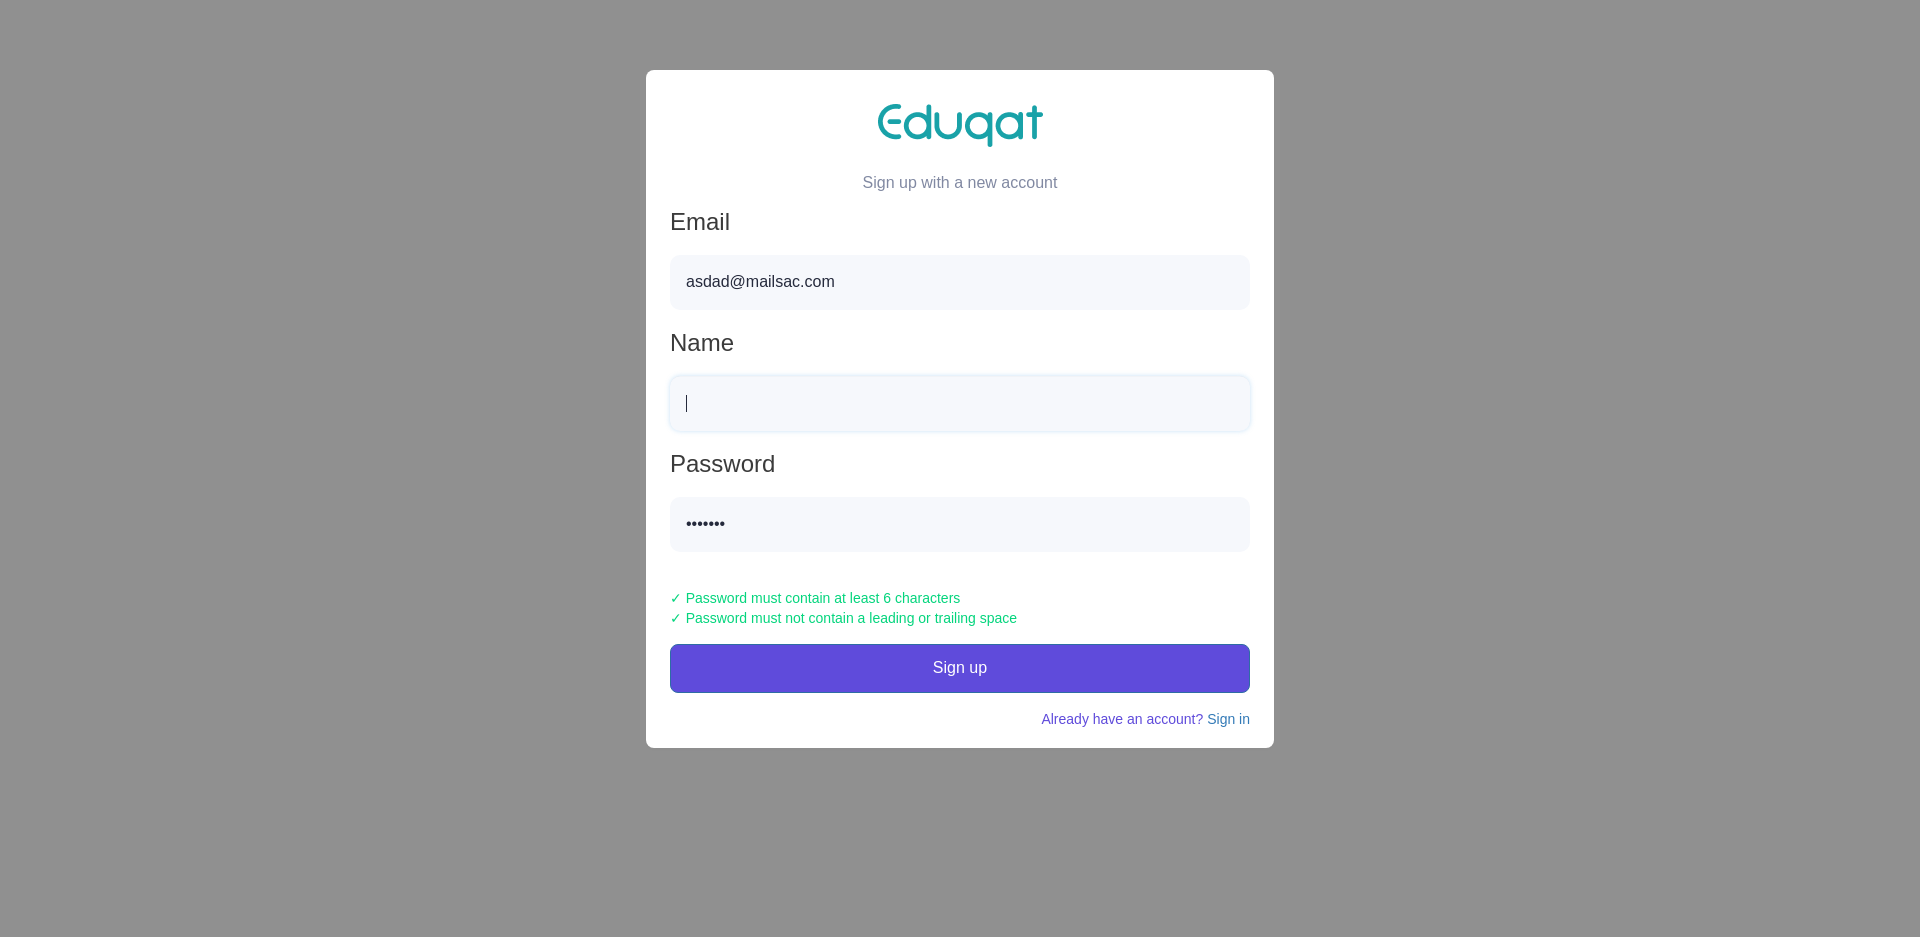 Eduqat
Sign up with a new account
Email
asdad@mailsac.com
Name
Password
•••••••
✓ Password must contain at least 6 characters
✓ Password must not contain a leading or trailing space
Sign up
Already have an account? Sign in